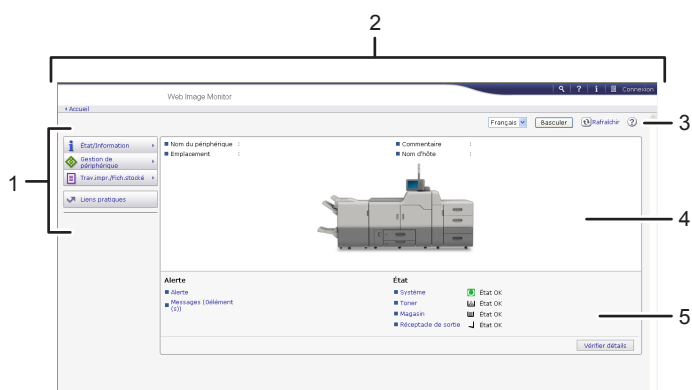 2
Web Image Monitor
? i Connexion
Accueil
Français Basculer Rafraîchir ?
3
1
État/Information
Gestion de
périphérique
Trav.impr./Fich.stocké
Liens pratiques
Nom du périphérique :
Emplacement :
Commentaire :
Nom d'hôte :
4
Alerte
Alerte
Messages (0élément
(s))
État
Système État OK
Toner État OK
Magasin État OK
Réceptacle de sortie État OK
5
Vérifier détails